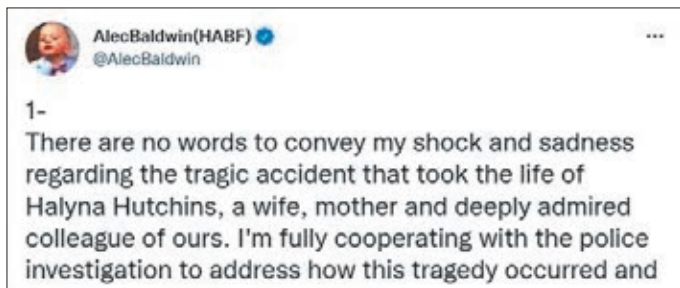 AlecBaldwin(HABF)
@AlecBaldwin
1-
There are no words to convey my shock and sadness
regarding the tragic accident that took the life of
Halyna Hutchins, a wife, mother and deeply admired
colleague of ours. I'm fully cooperating with the police
investigation to address how this tragedy occurred and